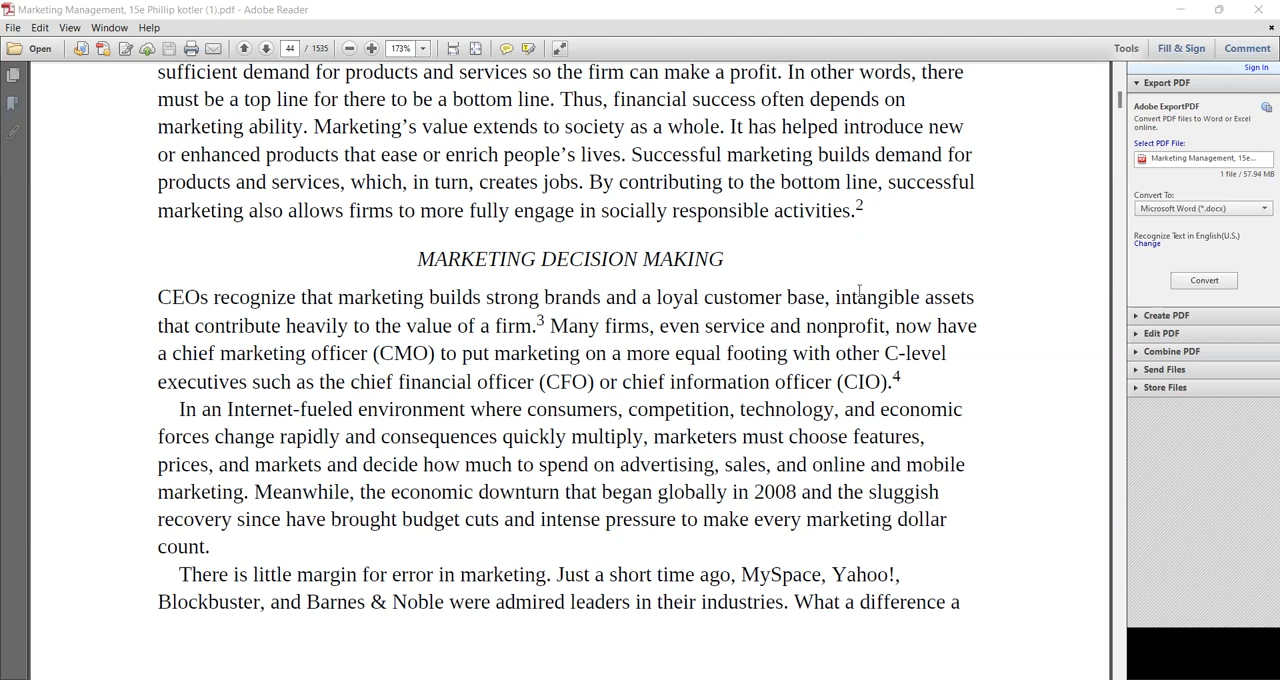 Marketing Management, 15e Phillip kotler (1).pdf - Adobe Reader
File Edit View Window Help
Open 44 / 1535 173% Tools Fill & Sign Comment
sufficient demand for products and services so the firm can make a profit. In other words, there
must be a top line for there to be a bottom line. Thus, financial success often depends on
marketing ability. Marketing’s value extends to society as a whole. It has helped introduce new
or enhanced products that ease or enrich people’s lives. Successful marketing builds demand for
products and services, which, in turn, creates jobs. By contributing to the bottom line, successful
marketing also allows firms to more fully engage in socially responsible activities.2
MARKETING DECISION MAKING
CEOs recognize that marketing builds strong brands and a loyal customer base, intangible assets
that contribute heavily to the value of a firm.3 Many firms, even service and nonprofit, now have
a chief marketing officer (CMO) to put marketing on a more equal footing with other C-level
executives such as the chief financial officer (CFO) or chief information officer (CIO).4
In an Internet-fueled environment where consumers, competition, technology, and economic
forces change rapidly and consequences quickly multiply, marketers must choose features,
prices, and markets and decide how much to spend on advertising, sales, and online and mobile
marketing. Meanwhile, the economic downturn that began globally in 2008 and the sluggish
recovery since have brought budget cuts and intense pressure to make every marketing dollar
count.
There is little margin for error in marketing. Just a short time ago, MySpace, Yahoo!,
Blockbuster, and Barnes & Noble were admired leaders in their industries. What a difference a
Sign In
Export PDF
Adobe ExportPDF
Convert PDF files to Word or Excel
online.
Select PDF File:
Marketing Management, 15e...
1 file / 57.94 MB
Convert To:
Microsoft Word (*.docx)
Recognize Text in English(U.S.)
Change
Convert
Create PDF
Edit PDF
Combine PDF
Send Files
Store Files